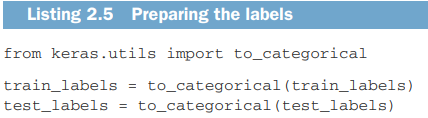 Listing 2.5 Preparing the labels
from keras.utils import to_categorical
train_labels = to_categorical(train_labels)
test_labels = to_categorical(test_labels)